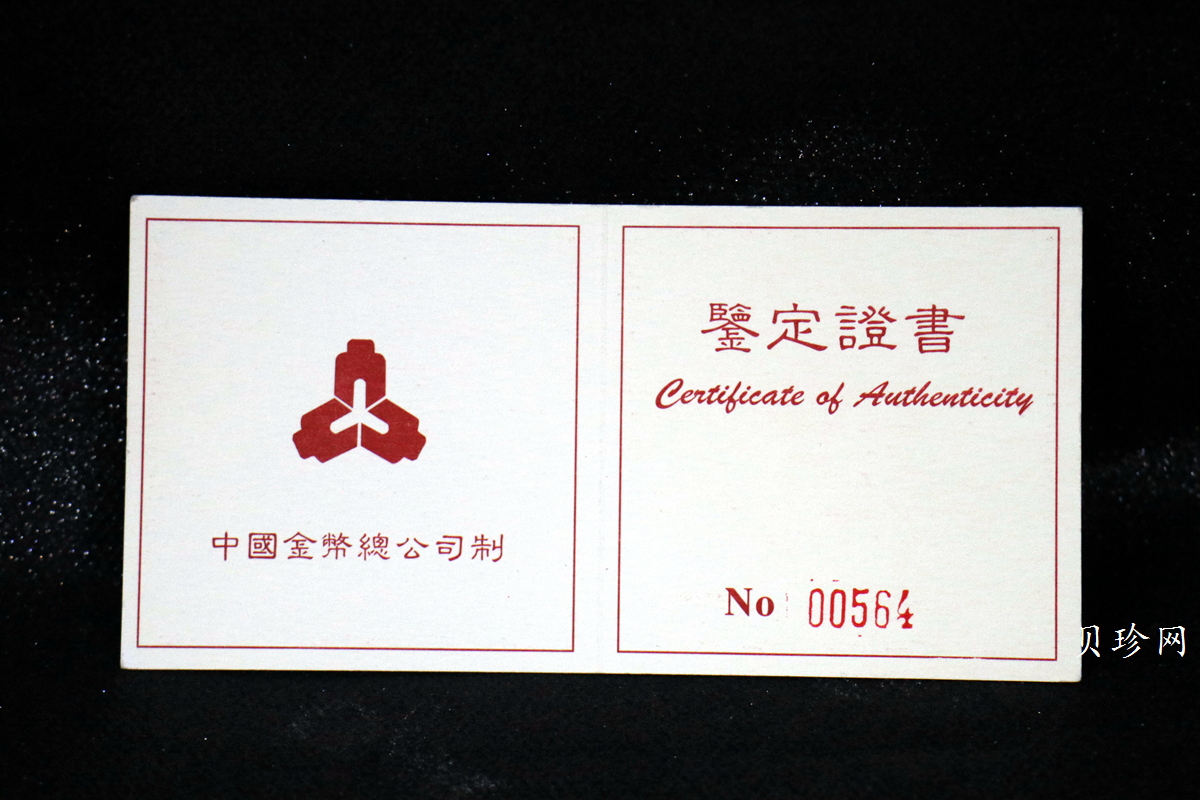 中國金幣總公司制
鑒定證書
Certificate of Authenticity
No 00564
珍网